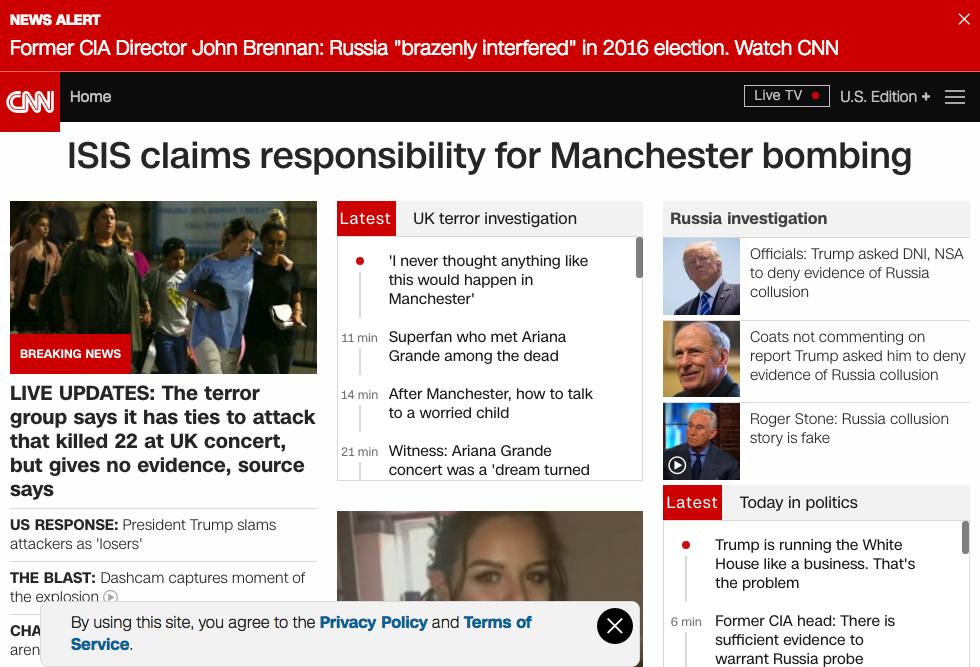 NEWS ALERT
Former CIA Director John Brennan: Russia "brazenly interfered" in 2016 election. Watch CNN
CNN
Home
Live TV
U.S. Edition +
ISIS claims responsibility for Manchester bombing
BREAKING NEWS
LIVE UPDATES: The terror
group says it has ties to attack
that killed 22 at UK concert,
but gives no evidence, source
says
US RESPONSE: President Trump slams
attackers as 'losers'
THE BLAST: Dashcam captures moment of
the explosion
CHA
aren
Latest
UK terror investigation
'I never thought anything like
this would happen in
Manchester'
11 min
Superfan who met Ariana
Grande among the dead
14 min
After Manchester, how to talk
to a worried child
21 min
Witness: Ariana Grande
concert was a 'dream turned
Russia investigation
Officials: Trump asked DNI, NSA
to deny evidence of Russia
collusion
Coats not commenting on
report Trump asked him to deny
evidence of Russia collusion
Roger Stone: Russia collusion
story is fake
Latest
Today in politics
Trump is running the White
House like a business. That's
the problem
6 min
Former CIA head: There is
sufficient evidence to
warrant Russia probe
By using this site, you agree to the Privacy Policy and Terms of
Service.